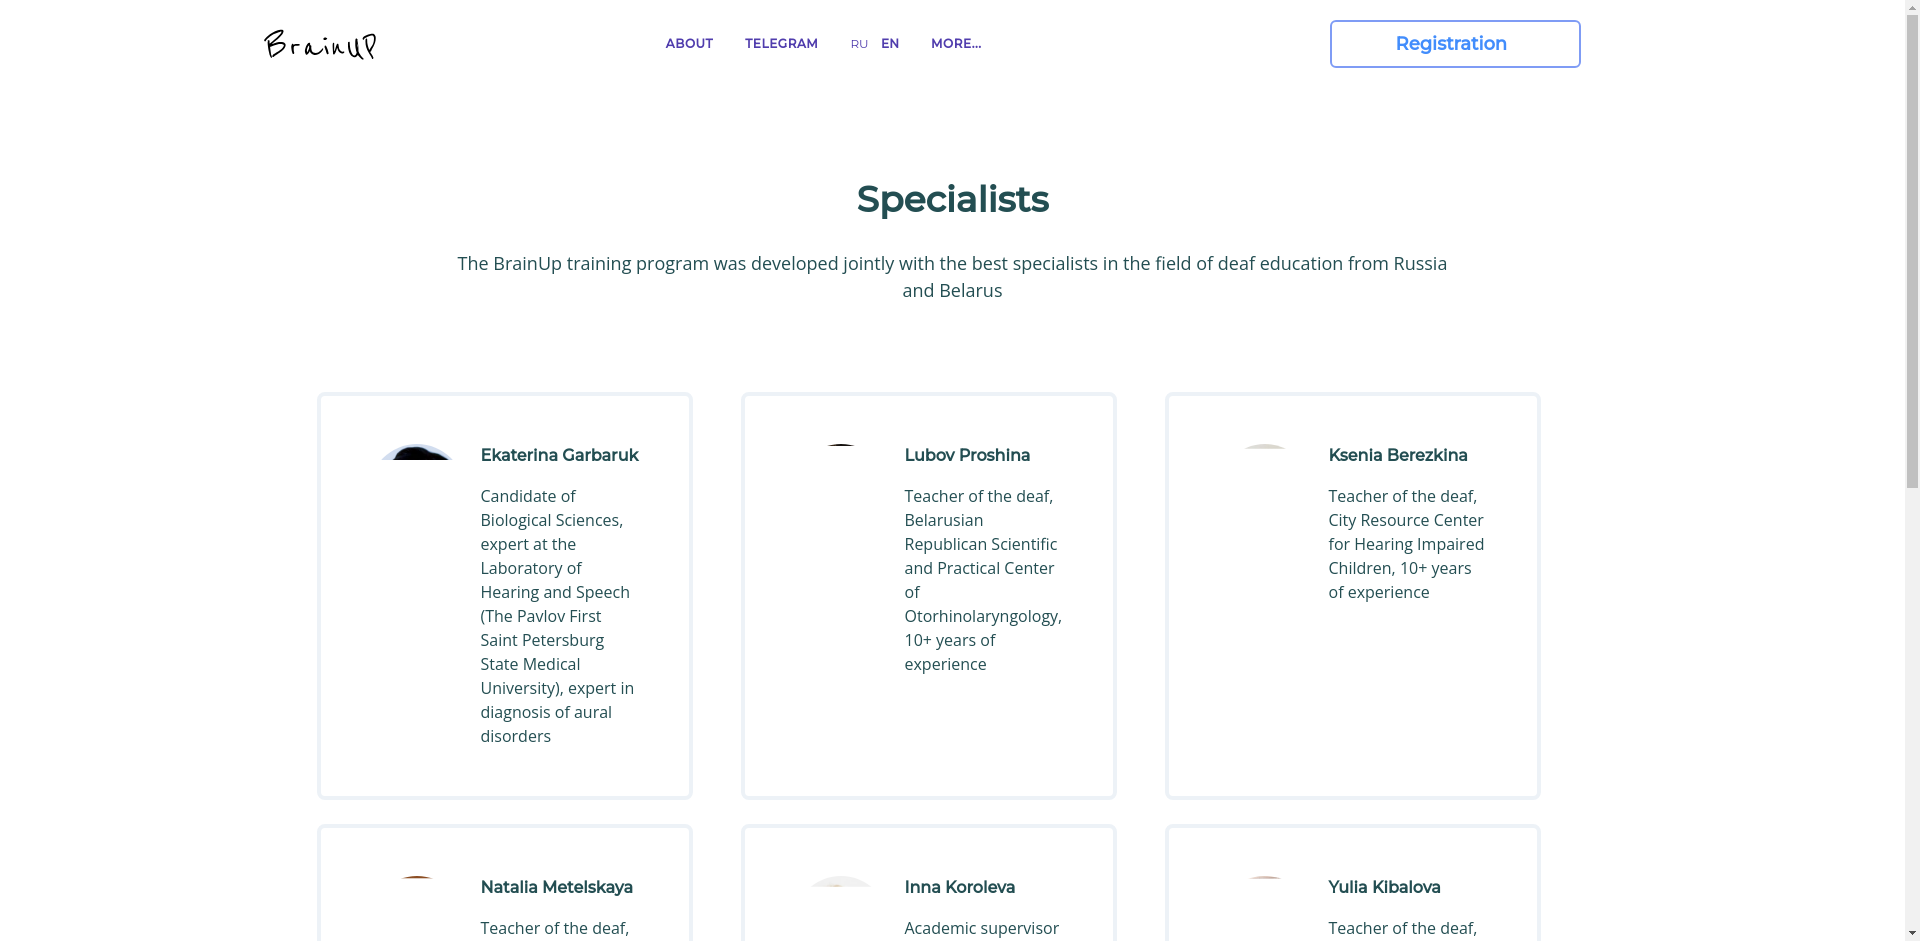 BrainUP
ABOUT
TELEGRAM
RU
EN
MORE...
Registration
Specialists
The BrainUp training program was developed jointly with the best specialists in the field of deaf education from Russia
and Belarus
Ekaterina Garbaruk
Candidate of
Biological Sciences,
expert at the
Laboratory of
Hearing and Speech
(The Pavlov First
Saint Petersburg
State Medical
University), expert in
diagnosis of aural
disorders
Lubov Proshina
Teacher of the deaf,
Belarusian
Republican Scientific
and Practical Center
of
Otorhinolaryngology,
10+ years of
experience
Ksenia Berezkina
Teacher of the deaf,
City Resource Center
for Hearing Impaired
Children, 10+ years
of experience
Natalia Metelskaya
Teacher of the deaf,
Inna Koroleva
Academic supervisor
Yulia Kibalova
Teacher of the deaf,